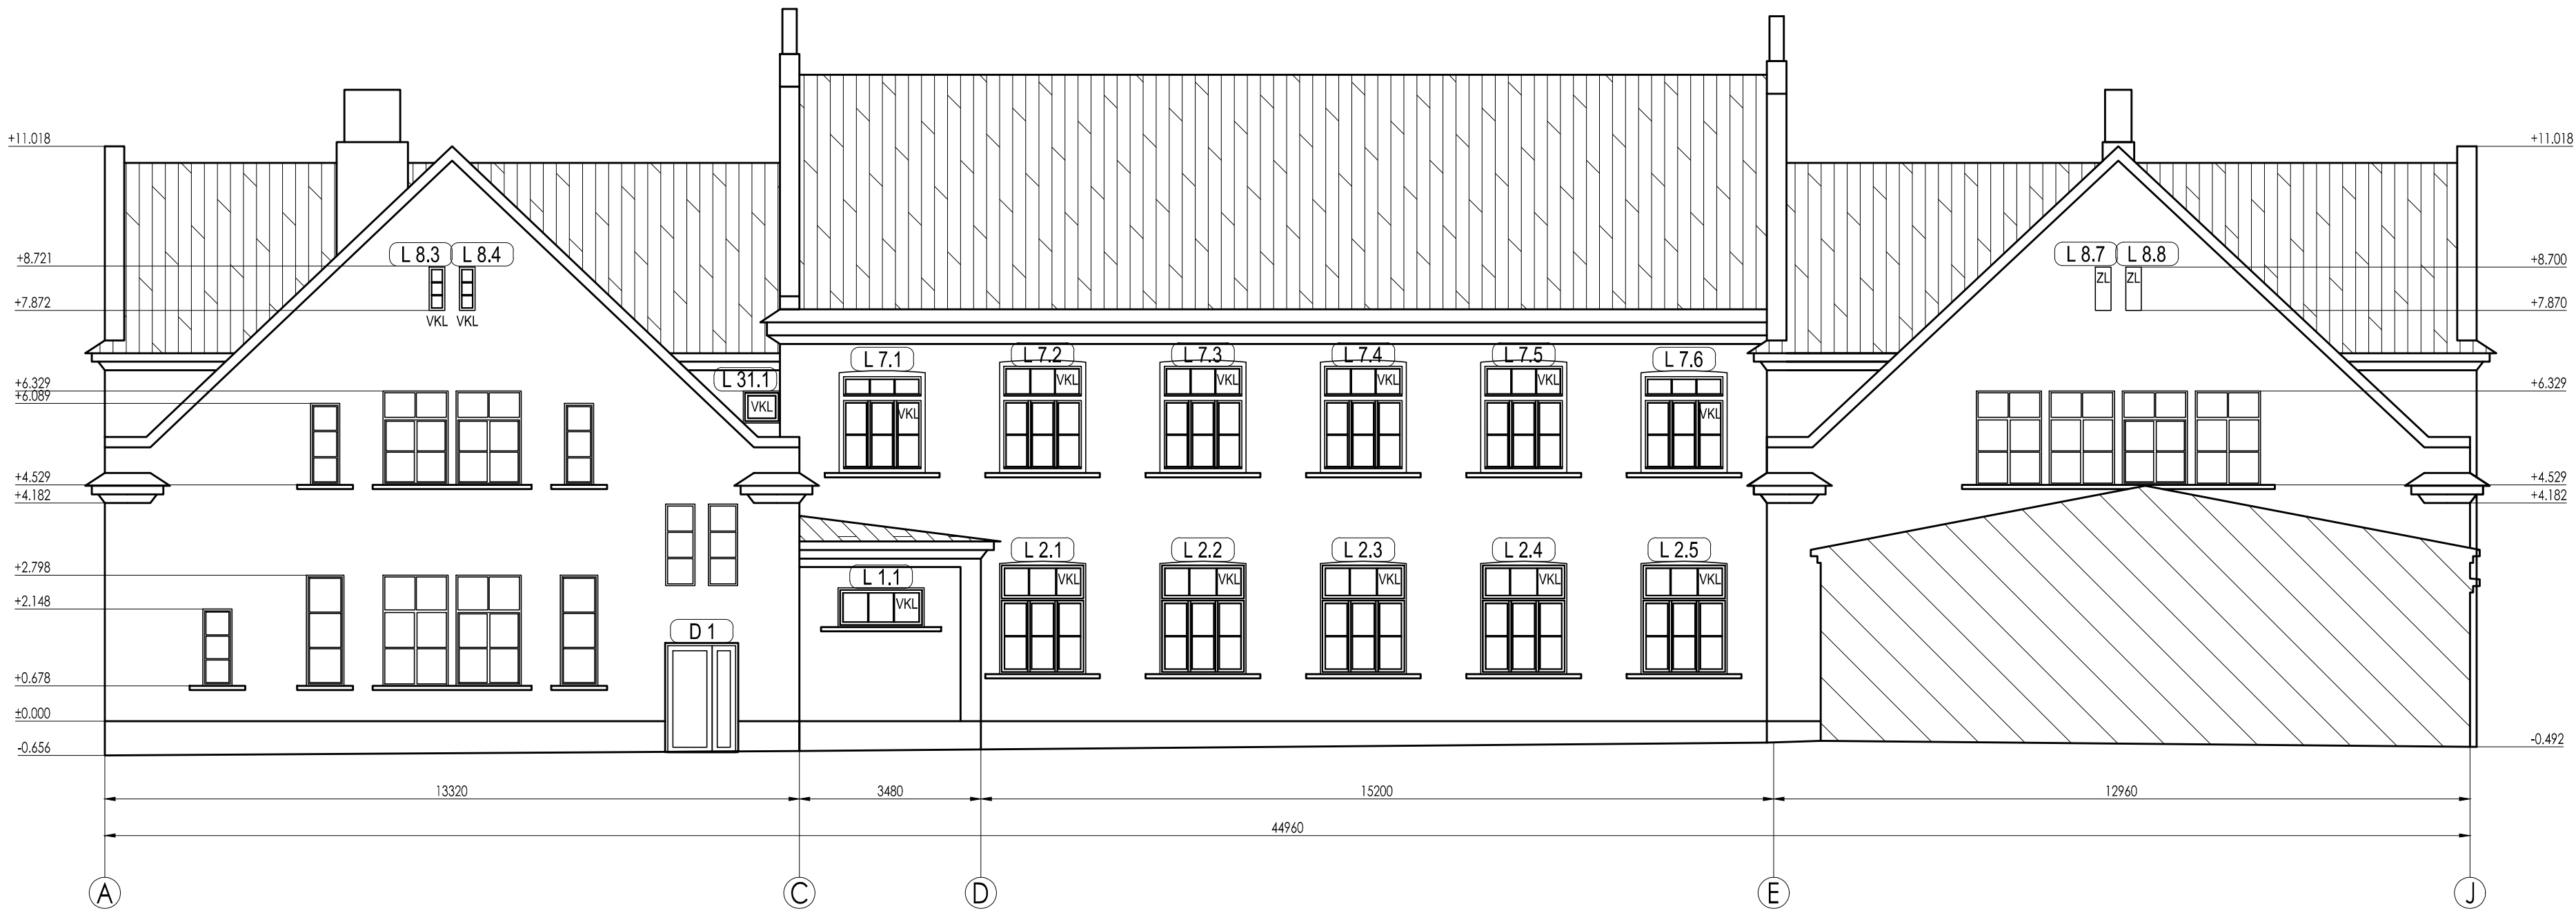 +11.018
+11.018
L 8.3 L 8.4
L 8.7 L 8.8
+8.721
+8.700
ZL ZL
+7.872
+7.870
VKL VKL
L 7.1 L 7.2 L 7.3 L 7.4 L 7.5 L 7.6
L 31.1
VKL VKL VKL VKL
+6.329
+6.329
+6.089
VKL
VKL VKL
+4.529
+4.529
+4.182
+4.182
L 2.1 L 2.2 L 2.3 L 2.4 L 2.5
+2.798
L 1.1
VKL VKL VKL VKL VKL
+2.148
VKL
D 1
+0.678
±0.000
-0.656
-0.492
13320 3480 15200 12960
44960
A C D E J